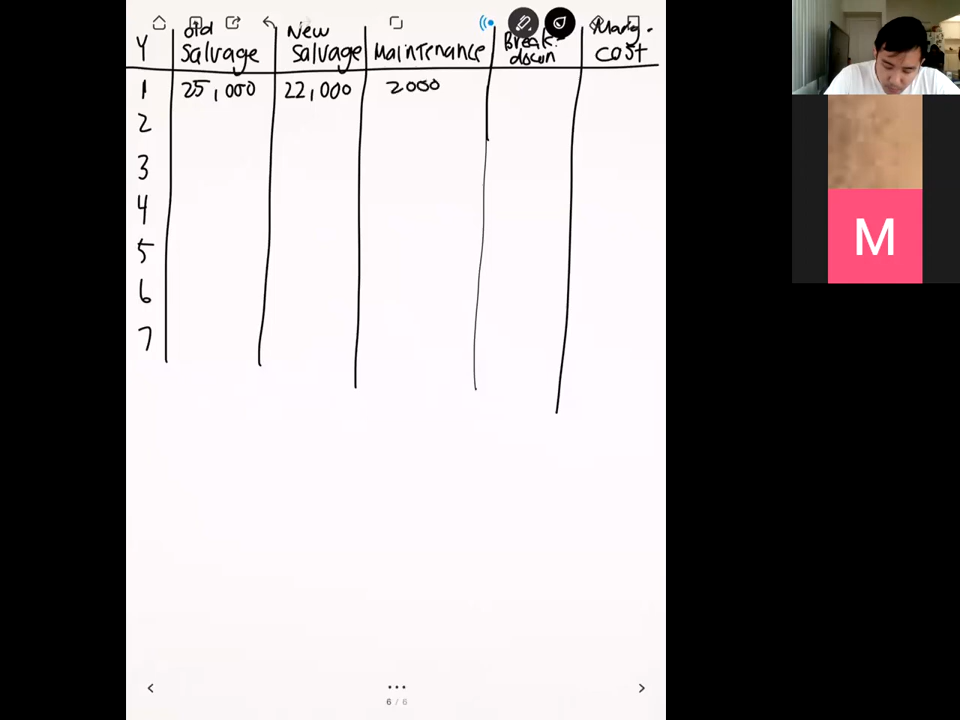 Y old Salvage New Salvage Maintenance Break- down Marg. cost
1 25,000 22,000 2000
2
3
4
5
6
7
6 / 6
M